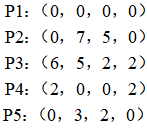 P1:（0, 0, 0, 0）
P2:（0, 7, 5, 0）
P3:（6, 5, 2, 2）
P4:（2, 0, 0, 2）
P5:（0, 3, 2, 0）